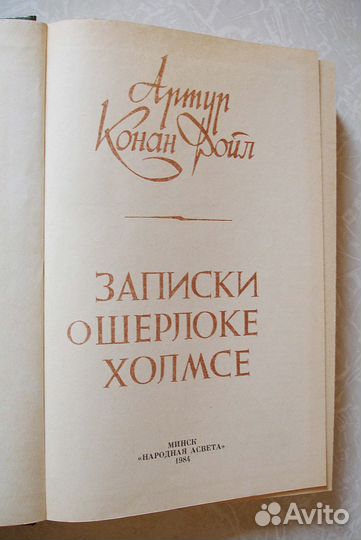 Артур
Конан Дойл
ЗАПИСКИ
О ШЕРЛОКЕ
ХОЛМСЕ
МИНСК
«НАРОДНАЯ АСВЕТА»
1984
Avito